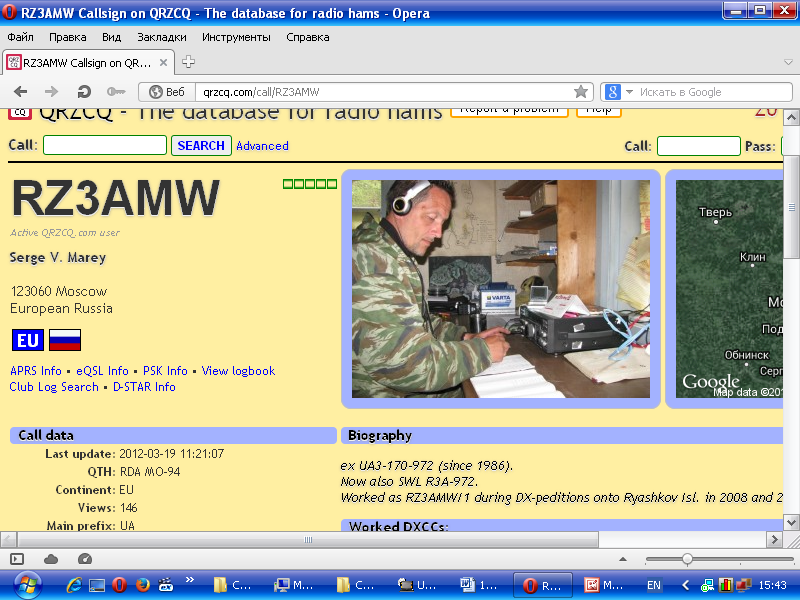 RZ3AMW Callsign on QRZCQ - The database for radio hams - Opera
Файл Правка Вид Закладки Инструменты Справка
RZ3AMW Callsign on QR...
Веб qrzcq.com/call/RZ3AMW Искать в Google
QRZCQ - The database for radio hams Report a problem Help
Call: SEARCH Advanced Call: Pass:
RZ3AMW
Active QRZCQ.com user
Serge V. Marey
123060 Moscow
European Russia
EU
APRS Info • eQSL Info • PSK Info • View logbook
Club Log Search • D-STAR Info
VARTA
Тверь
Клин
Обнинск
Google
Map data ©201
Call data
Last update: 2012-03-19 11:21:07
QTH: RDA MO-94
Continent: EU
Views: 146
Main prefix: UA
Biography
ex UA3-170-972 (since 1986).
Now also SWL R3A-972.
Worked as RZ3AMW/1 during DX-peditions onto Ryashkov Isl. in 2008 and 2
Worked DXCCs:
C... M... C... U... 1... R... M... EN 15:43